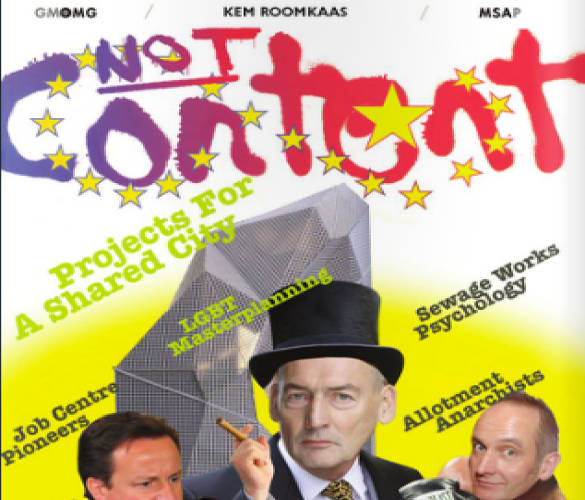 GMOMG / KEM ROOMKAAS / MSAP
NOT
Content
Projects For
A Shared City
LGBT
Masterplanning
Sewage Works
Psychology
Job Centre
Pioneers
Allotment
Anarchists